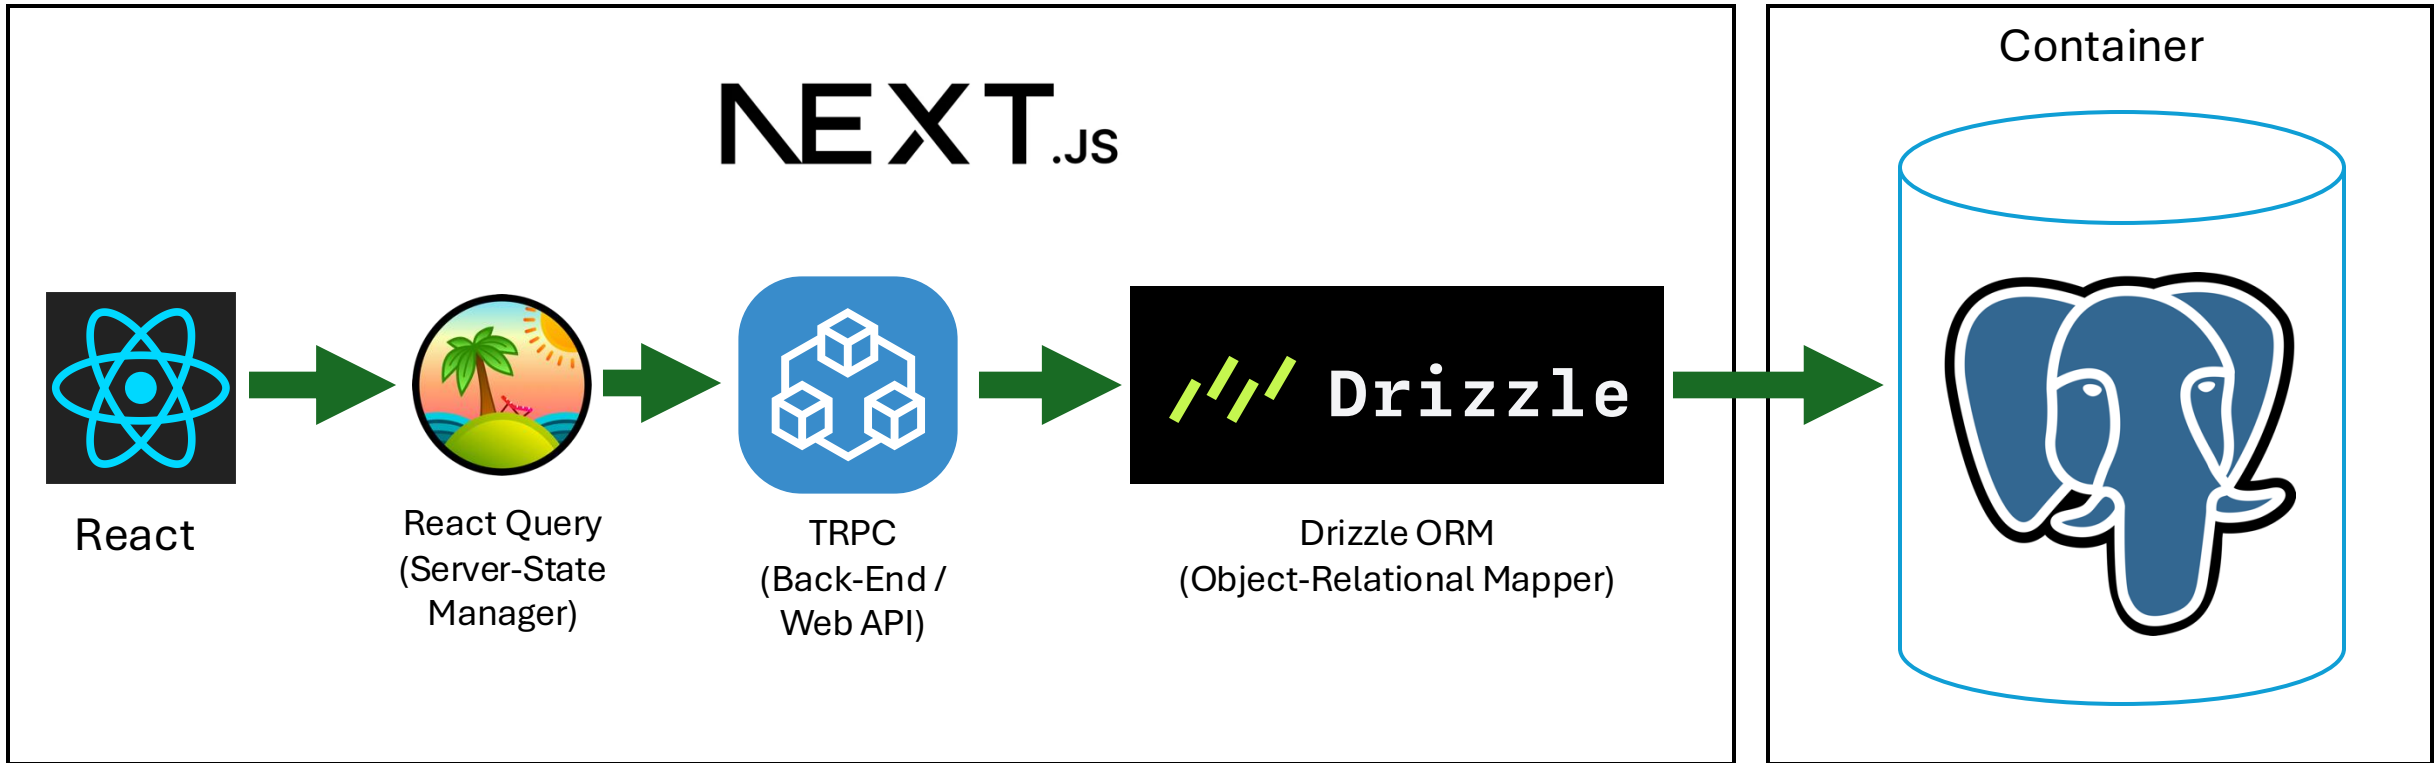 NEXT.JS
Container
Drizzle
React
React Query
(Server-State
Manager)
TRPC
(Back-End /
Web API)
Drizzle ORM
(Object-Relational Mapper)